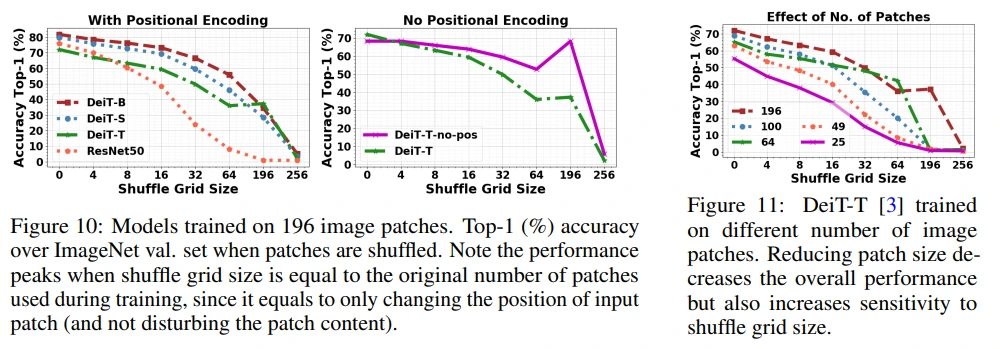 With Positional Encoding
Accuracy Top-1 (%)
80
70
60
50
40
30
20
10
0
DeiT-B
DeiT-S
DeiT-T
ResNet50
0 4 8 16 32 64 196 256
Shuffle Grid Size
No Positional Encoding
Accuracy Top-1 (%)
70
60
50
40
30
20
10
0
DeiT-T-no-pos
DeiT-T
0 4 8 16 32 64 196 256
Shuffle Grid Size
Figure 10: Models trained on 196 image patches. Top-1 (%) accuracy
over ImageNet val. set when patches are shuffled. Note the performance
peaks when shuffle grid size is equal to the original number of patches
used during training, since it equals to only changing the position of input
patch (and not disturbing the patch content).
Effect of No. of Patches
Accuracy Top-1 (%)
70
60
50
40
30
20
10
0
196
100 49
64 25
0 4 8 16 32 64 196 256
Shuffle Grid Size
Figure 11: DeiT-T [3] trained
on different number of image
patches. Reducing patch size de-
creases the overall performance
but also increases sensitivity to
shuffle grid size.